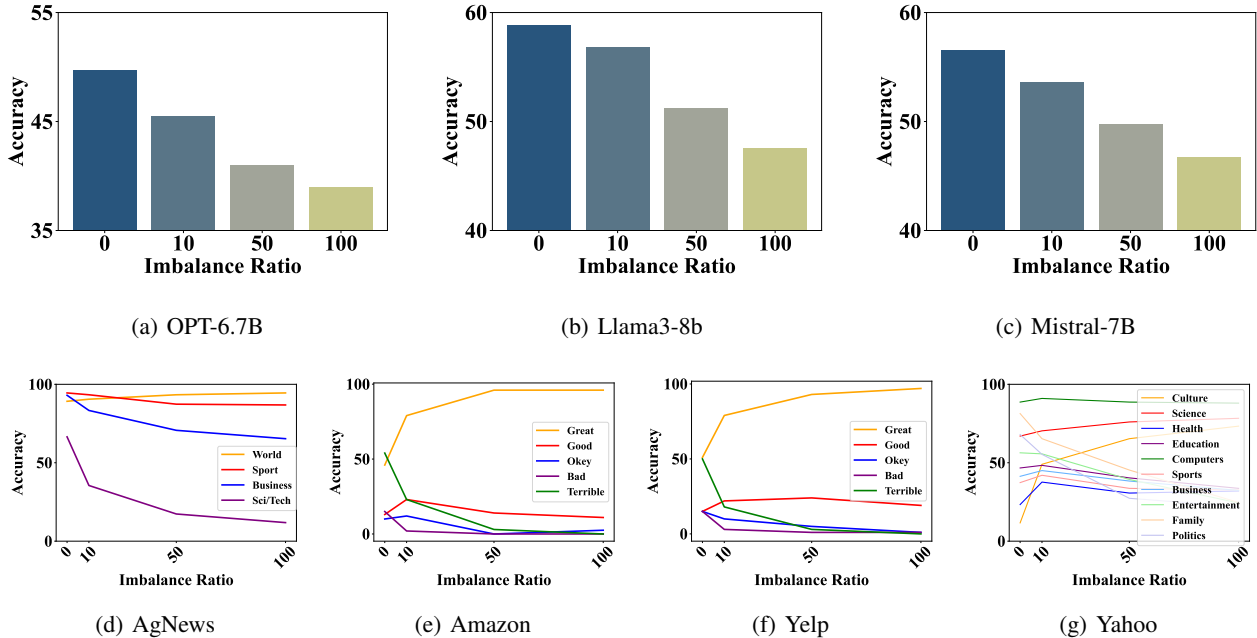 55
45
35
Accuracy
0 10 50 100
Imbalance Ratio
(a) OPT-6.7B
60
50
40
Accuracy
0 10 50 100
Imbalance Ratio
(b) Llama3-8b
60
50
40
Accuracy
0 10 50 100
Imbalance Ratio
(c) Mistral-7B
100
50
0
Accuracy
World
Sport
Business
Sci/Tech
0 10 50 100
Imbalance Ratio
(d) AgNews
100
50
0
Accuracy
Great
Good
Okey
Bad
Terrible
0 10 50 100
Imbalance Ratio
(e) Amazon
100
50
0
Accuracy
Great
Good
Okey
Bad
Terrible
0 10 50 100
Imbalance Ratio
(f) Yelp
100
50
0
Accuracy
Culture
Science
Health
Education
Computers
Sports
Business
Entertainment
Family
Politics
0 10 50 100
Imbalance Ratio
(g) Yahoo